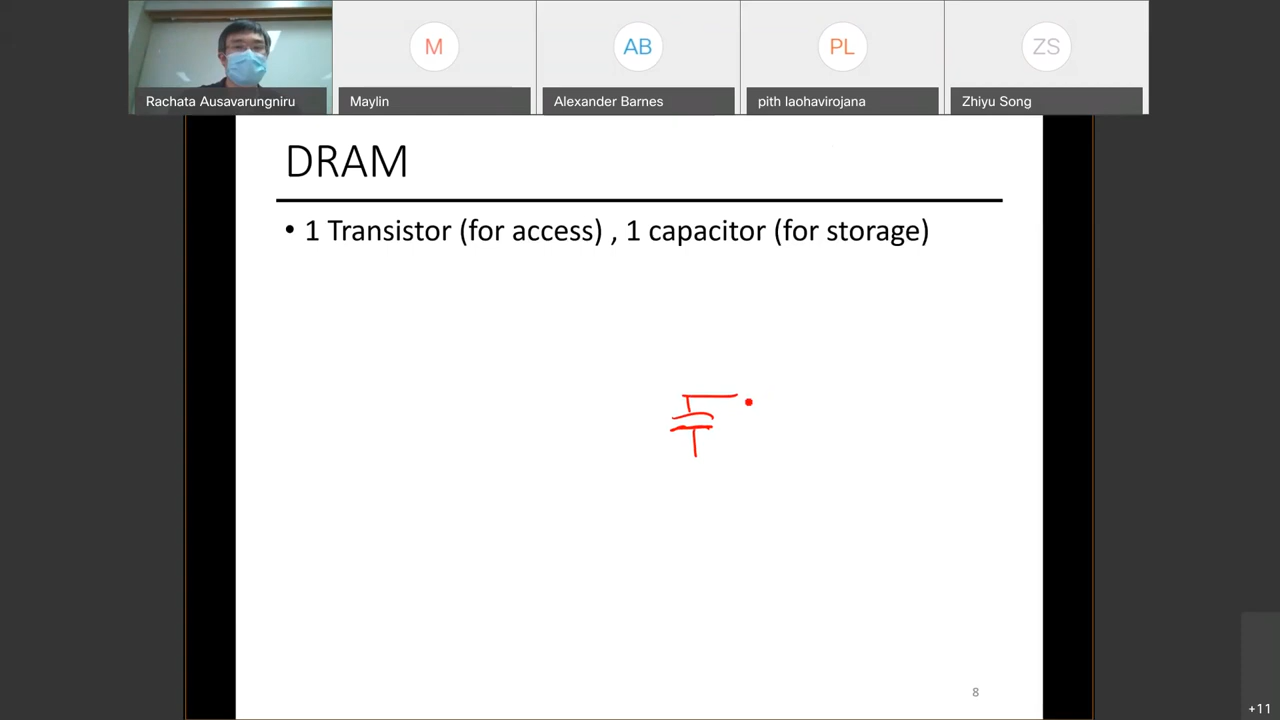 M
AB
PL
ZS
Rachata Ausavarungniru
Maylin
Alexander Barnes
pith laohavirojana
Zhiyu Song
DRAM
• 1 Transistor (for access) , 1 capacitor (for storage)
8
+11